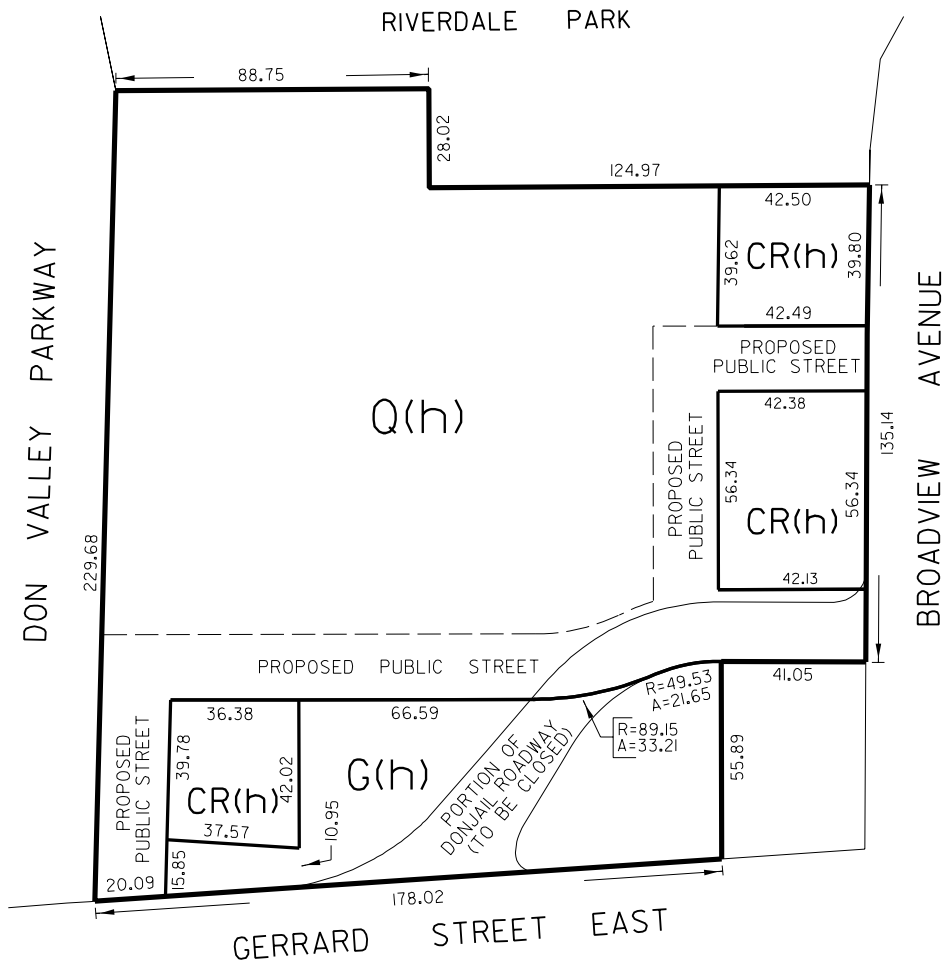 RIVERDALE PARK
88.75
28.02
124.97
42.50
39.62
CR(h)
39.80
42.49
PROPOSED
PUBLIC STREET
42.38
DON VALLEY PARKWAY
BROADVIEW AVENUE
135.14
Q(h)
PROPOSED
PUBLIC STREET
56.34
CR(h)
56.34
42.13
229.68
PROPOSED PUBLIC STREET
41.05
R=49.53
A=21.65
R=89.15
A=33.21
36.38
66.59
39.78
CR(h)
42.02
G(h)
PORTION OF
DONJAIL ROADWAY
(TO BE CLOSED)
55.89
PROPOSED
PUBLIC STREET
37.57
10.95
20.09
15.85
178.02
GERRARD STREET EAST